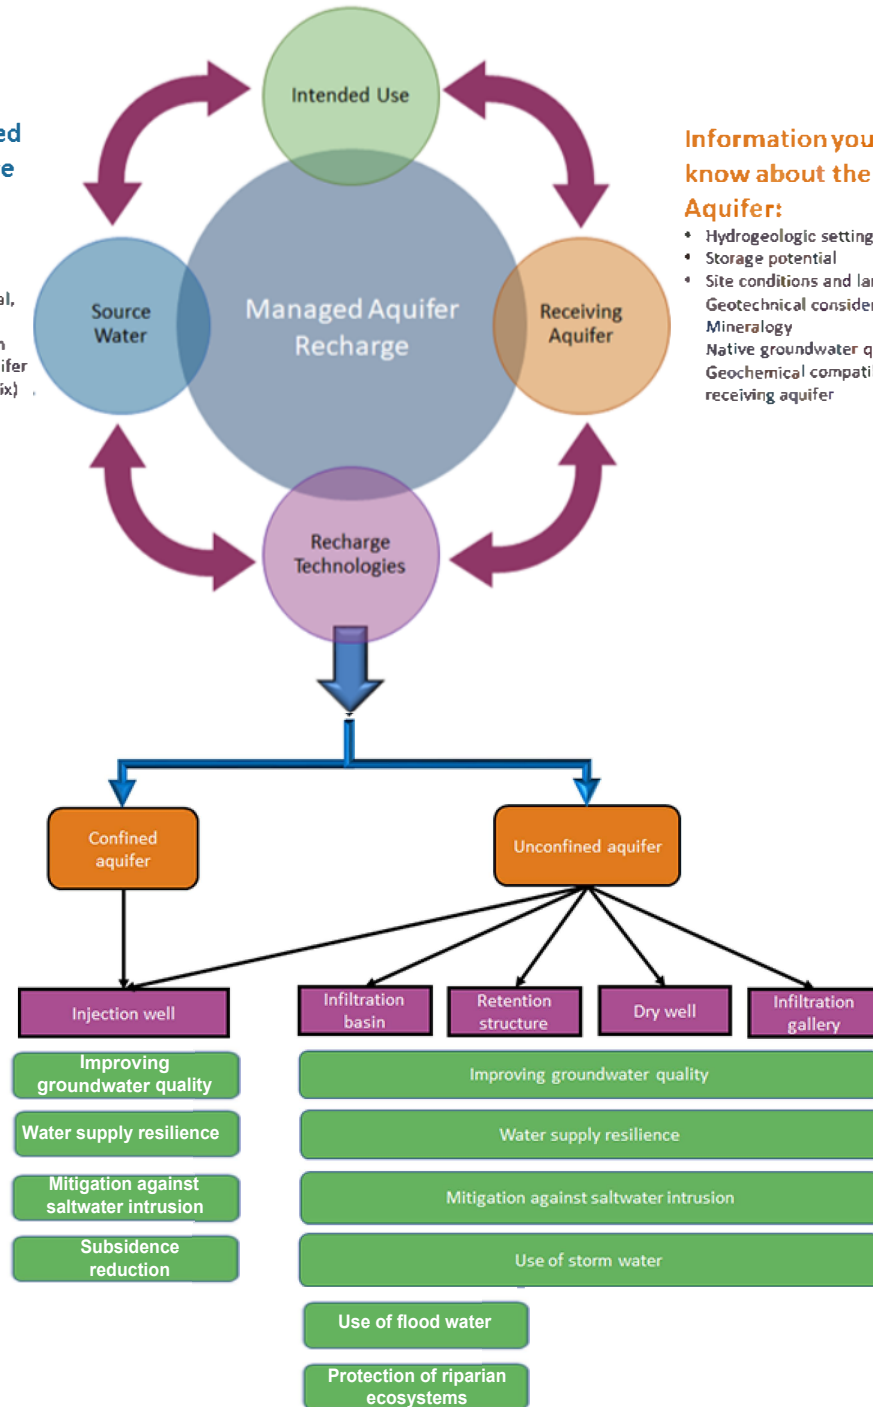 Intended Use
Information you
know about the
Aquifer:
• Hydrogeologic setting
• Storage potential
• Site conditions and
Geotechnical
Mineralogy
Native groundwater
Geochemical
receiving aquifer
Source
Water
Managed Aquifer
Recharge
Receiving
Aquifer
Recharge
Technologies
Confined
aquifer
Unconfined aquifer
Injection well
Infiltration
basin
Retention
structure
Dry well
Infiltration
gallery
Improving
groundwater quality
Water supply resilience
Mitigation against
saltwater intrusion
Subsidence
reduction
Improving groundwater quality
Water supply resilience
Mitigation against saltwater intrusion
Use of storm water
Use of flood water
Protection of riparian
ecosystems